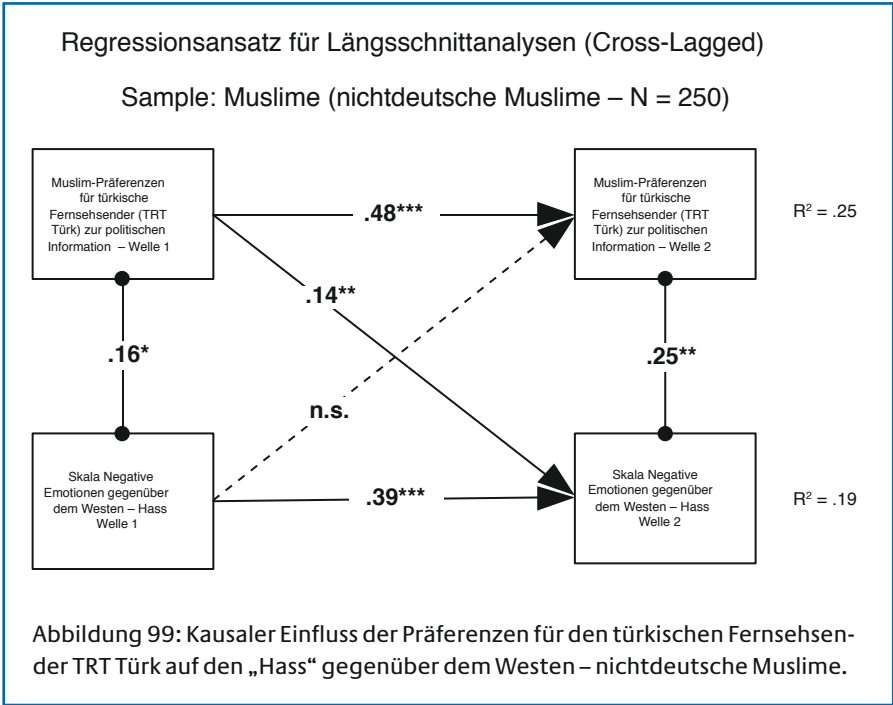 Regressionsansatz für Längsschnittanalysen (Cross-Lagged)
Sample: Muslime (nichtdeutsche Muslime – N = 250)
Muslim-Präferenzen
für türkische
Fernsehsender (TRT
Türk) zur politischen
Information – Welle 1
.48***
Muslim-Präferenzen
für türkische
Fernsehsender (TRT
Türk) zur politischen
Information – Welle 2
R² = .25
.14**
.16*
.25**
n.s.
Skala Negative
Emotionen gegenüber
dem Westen – Hass
Welle 1
.39***
Skala Negative
Emotionen gegenüber
dem Westen – Hass
Welle 2
R² = .19
Abbildung 99: Kausaler Einfluss der Präferenzen für den türkischen Fernsehsen-
der TRT Türk auf den „Hass“ gegenüber dem Westen – nichtdeutsche Muslime.